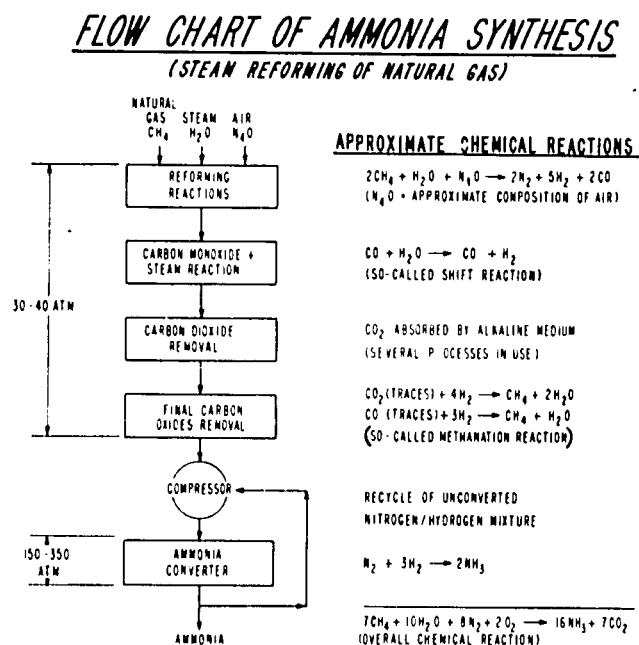 FLOW CHART OF AMMONIA SYNTHESIS
(STEAM REFORMING OF NATURAL GAS)
NATURAL
GAS STEAM AIR
CH4 H2O N4O
REFORMING
REACTIONS
CARBON MONOXIDE +
STEAM REACTION
30-40 ATM
CARBON DIOXIDE
REMOVAL
FINAL CARBON
OXIDES REMOVAL
COMPRESSOR
150-350
ATM
AMMONIA
CONVERTER
AMMONIA
APPROXIMATE CHEMICAL REACTIONS
2CH4 + H2O + N4O → 2N2 + 5H2 + 2CO
(N4O = APPROXIMATE COMPOSITION OF AIR)
CO + H2O → CO + H2
(SO-CALLED SHIFT REACTION)
CO2 ABSORBED BY ALKALINE MEDIUM
(SEVERAL P OCESSES IN USE)
CO2 (TRACES) + 4H2 → CH4 + 2H2O
CO (TRACES) + 3H2 → CH4 + H2O
(SO-CALLED METHANATION REACTION)
RECYCLE OF UNCONVERTED
NITROGEN/HYDROGEN MIXTURE
N2 + 3H2 → 2NH3
7CH4 + 10H2O + 8N2 + 2O2 → 16NH3 + 7CO2
(OVERALL CHEMICAL REACTION)